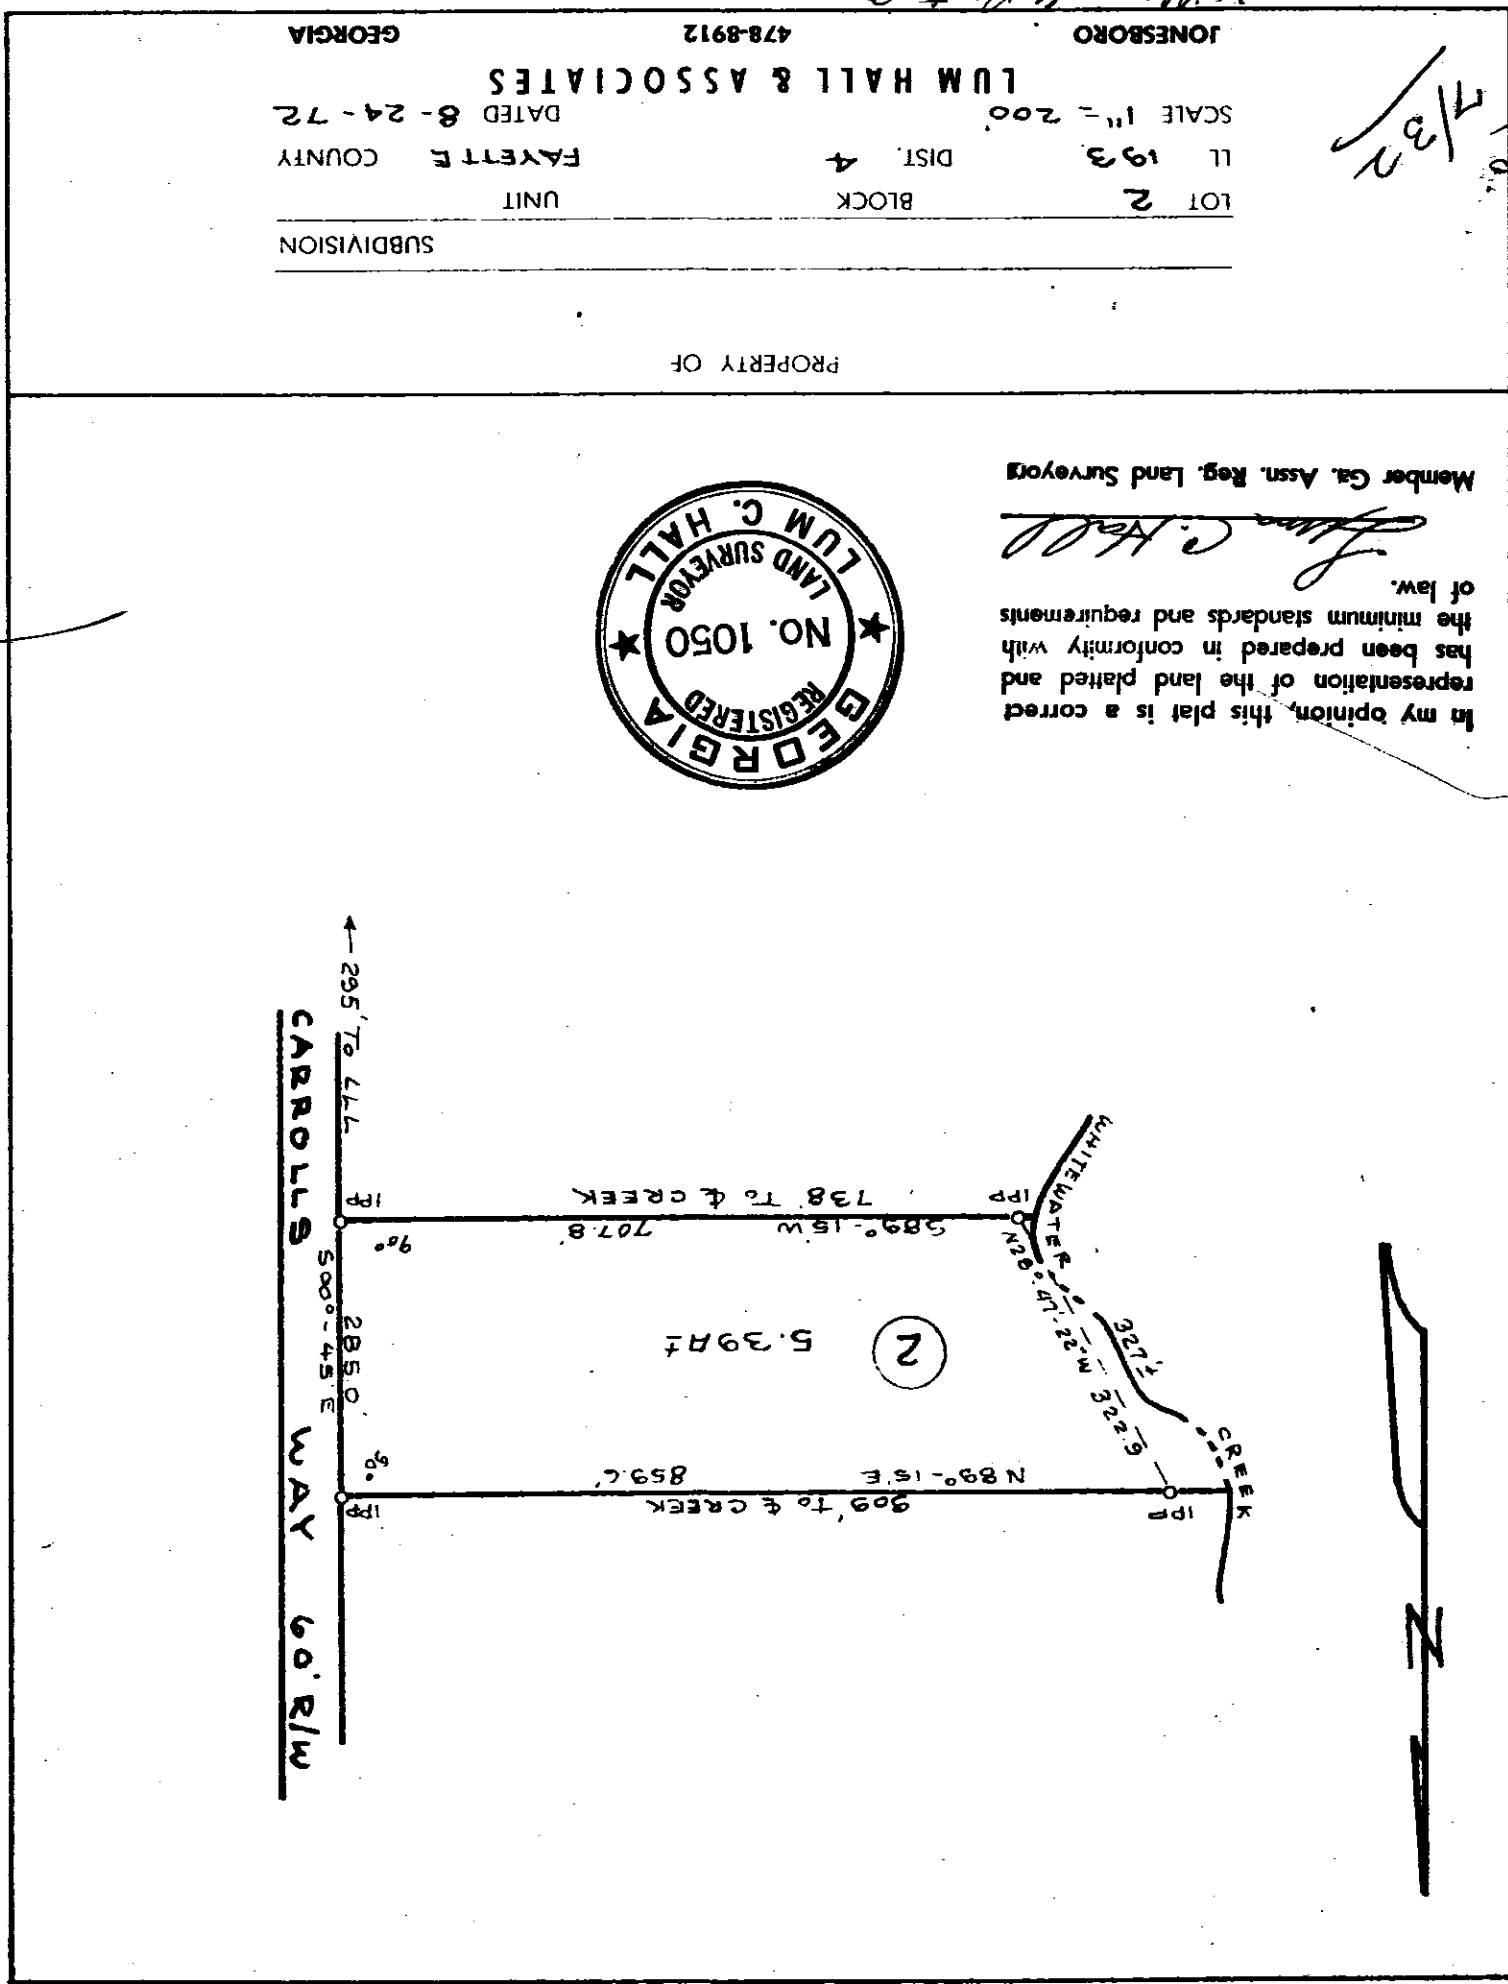 CARROLLS WAY 60' R/W
N
CREEK
IPP
909' TO ℄ CREEK
IPP
N 89°-15' E 859.6'
90°
322.9
327'±
S00°-45 E
285.0'
2
5.39 A±
N28°-47'-22"W
WHITEWATER
S89°-15 W 707.8'
90°
IPP
738' TO ℄ CREEK
IPP
← 295' TO LLL
In my opinion, this plat is a correct
representation of the land platted and
has been prepared in conformity with
the minimum standards and requirements
of law.
Lum C. Hall
Member Ga. Assn. Reg. Land Surveyors
GEORGIA
REGISTERED
NO. 1050
LAND SURVEYOR
LUM C. HALL
PROPERTY OF
SUBDIVISION
LOT 2 BLOCK UNIT
LL 193 DIST. 4 FAYETTE COUNTY
SCALE 1" = 200' DATED 8-24-72
LUM HALL & ASSOCIATES
JONESBORO 478-8912 GEORGIA